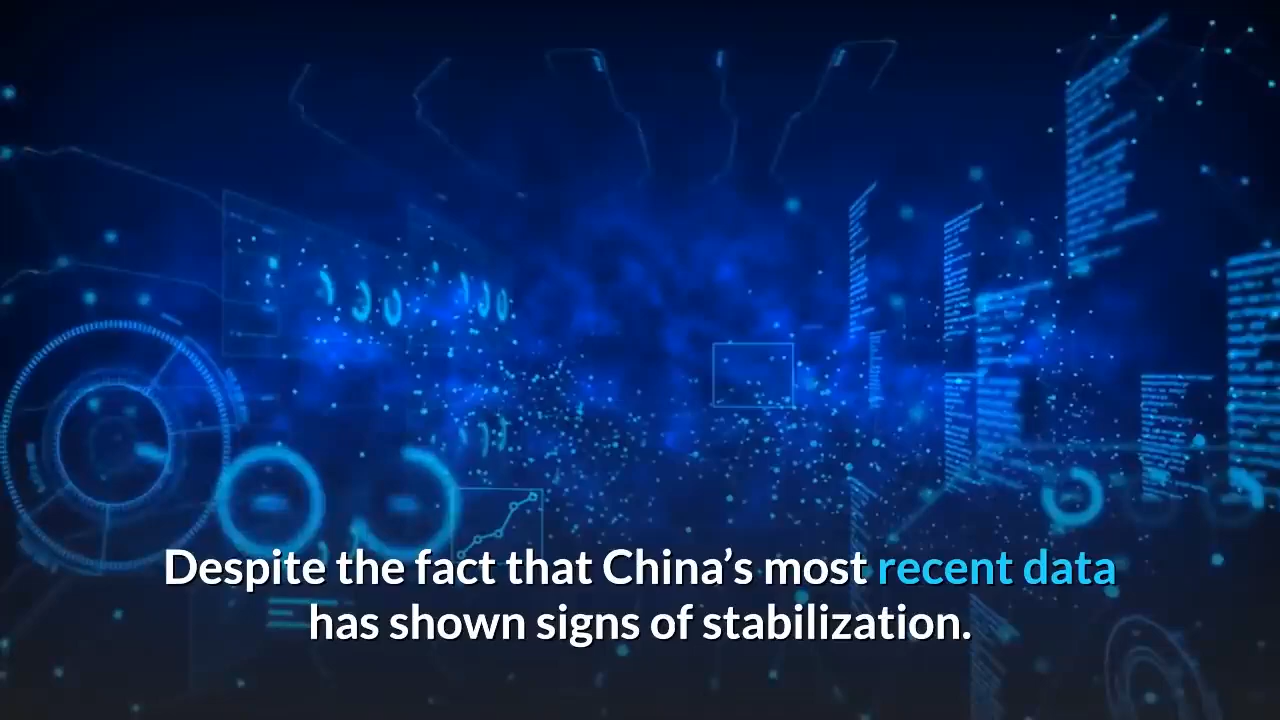 Despite the fact that China’s most recent data
has shown signs of stabilization.